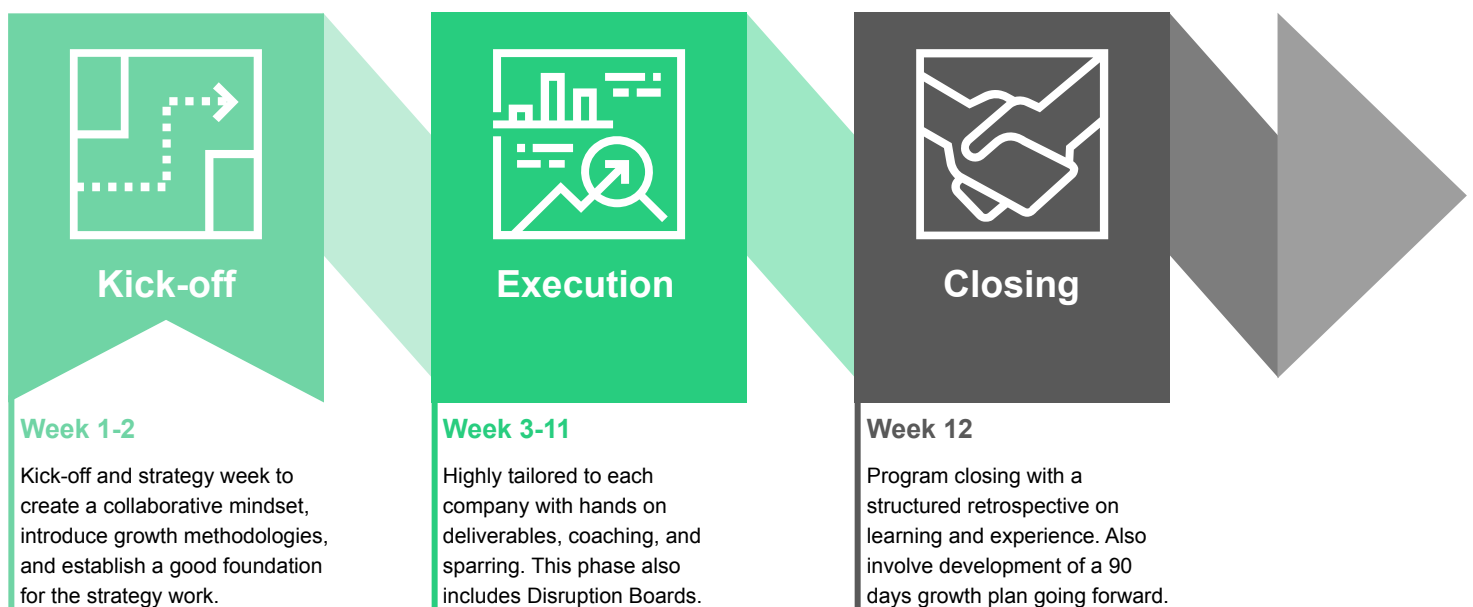 Kick-off
Execution
Closing
Week 1-2
Kick-off and strategy week to
create a collaborative mindset,
introduce growth methodologies,
and establish a good foundation
for the strategy work.
Week 3-11
Highly tailored to each
company with hands on
deliverables, coaching, and
sparring. This phase also
includes Disruption Boards.
Week 12
Program closing with a
structured retrospective on
learning and experience. Also
involve development of a 90
days growth plan going forward.